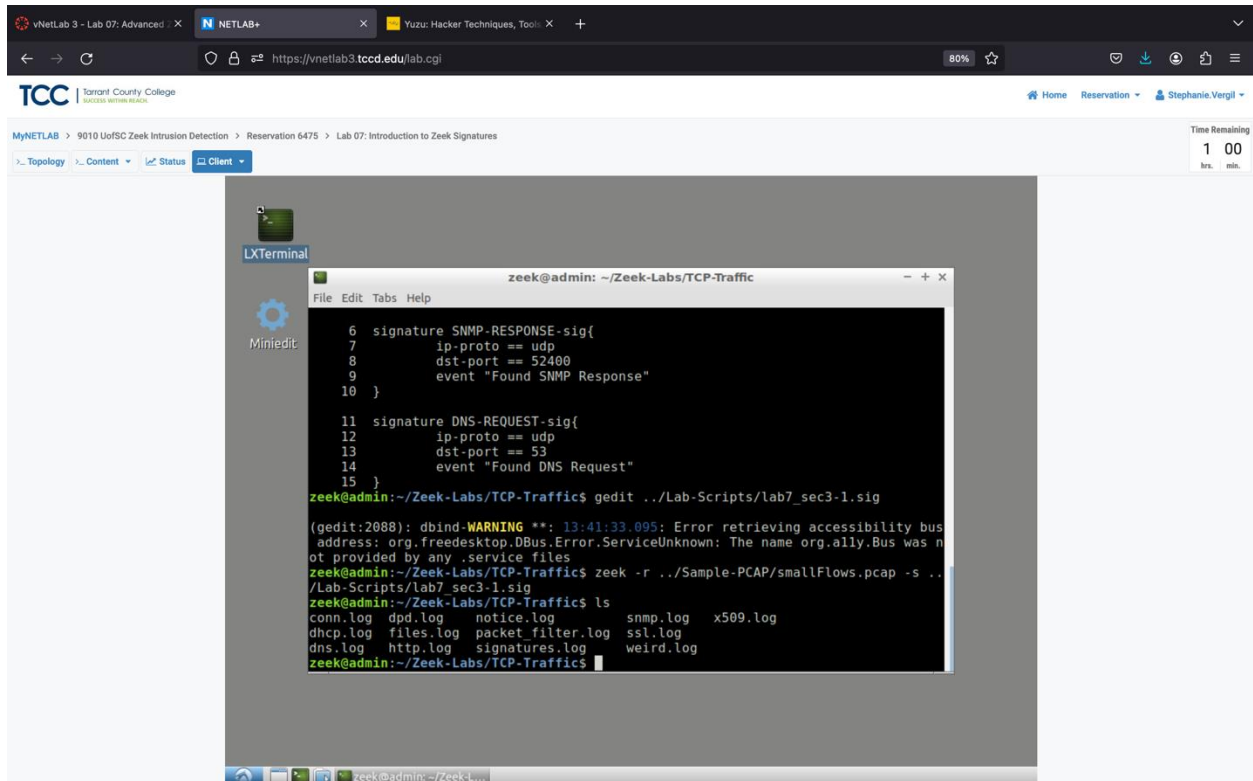 vNetLab 3 - Lab 07: Advanced
NETLAB+
Yuzu: Hacker Techniques, Tools
https://vnetlab3.tccd.edu/lab.cgi
80%
TCC | Tarrant County College
SUCCESS WITHIN REACH.
Home Reservation Stephanie.Vergil
MyNETLAB > 9010 UofSC Zeek Intrusion Detection > Reservation 6475 > Lab 07: Introduction to Zeek Signatures
Time Remaining
1 00
hrs. min.
>_ Topology >_ Content Status Client
LXTerminal
Miniedit
zeek@admin: ~/Zeek-Labs/TCP-Traffic - + x
File Edit Tabs Help
6 signature SNMP-RESPONSE-sig{
7 ip-proto == udp
8 dst-port == 52400
9 event "Found SNMP Response"
10 }
11 signature DNS-REQUEST-sig{
12 ip-proto == udp
13 dst-port == 53
14 event "Found DNS Request"
15 }
zeek@admin:~/Zeek-Labs/TCP-Traffic$ gedit ../Lab-Scripts/lab7_sec3-1.sig
(gedit:2088): dbind-WARNING **: 13:41:33.095: Error retrieving accessibility bus
address: org.freedesktop.DBus.Error.ServiceUnknown: The name org.a11y.Bus was n
ot provided by any .service files
zeek@admin:~/Zeek-Labs/TCP-Traffic$ zeek -r ../Sample-PCAP/smallFlows.pcap -s ..
/Lab-Scripts/lab7_sec3-1.sig
zeek@admin:~/Zeek-Labs/TCP-Traffic$ ls
conn.log dpd.log notice.log snmp.log x509.log
dhcp.log files.log packet_filter.log ssl.log
dns.log http.log signatures.log weird.log
zeek@admin:~/Zeek-Labs/TCP-Traffic$
zeek@admin: ~/Zeek-L...